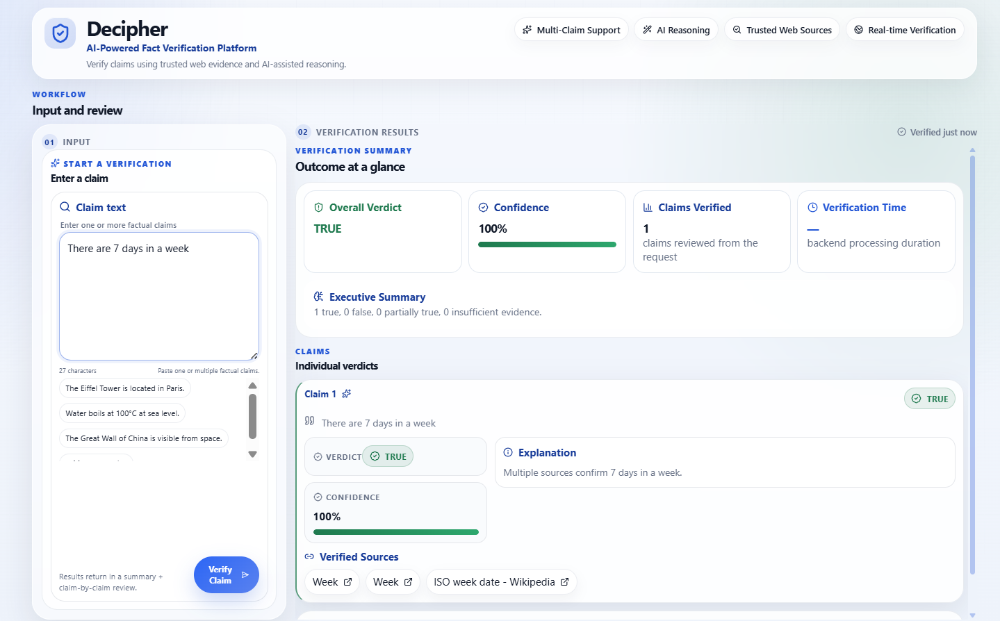 Decipher
AI-Powered Fact Verification Platform
Verify claims using trusted web evidence and AI-assisted reasoning.
Multi-Claim Support
AI Reasoning
Trusted Web Sources
Real-time Verification
WORKFLOW
Input and review
01 INPUT
START A VERIFICATION
Enter a claim
Claim text
Enter one or more factual claims
There are 7 days in a week
27 characters
Paste one or multiple factual claims.
The Eiffel Tower is located in Paris.
Water boils at 100°C at sea level.
The Great Wall of China is visible from space.
Results return in a summary +
claim-by-claim review.
Verify
Claim
02 VERIFICATION RESULTS
Verified just now
VERIFICATION SUMMARY
Outcome at a glance
Overall Verdict
TRUE
Confidence
100%
Claims Verified
1
claims reviewed from the
request
Verification Time
—
backend processing duration
Executive Summary
1 true, 0 false, 0 partially true, 0 insufficient evidence.
CLAIMS
Individual verdicts
Claim 1
TRUE
There are 7 days in a week
VERDICT TRUE
CONFIDENCE
100%
Explanation
Multiple sources confirm 7 days in a week.
Verified Sources
Week
Week
ISO week date - Wikipedia